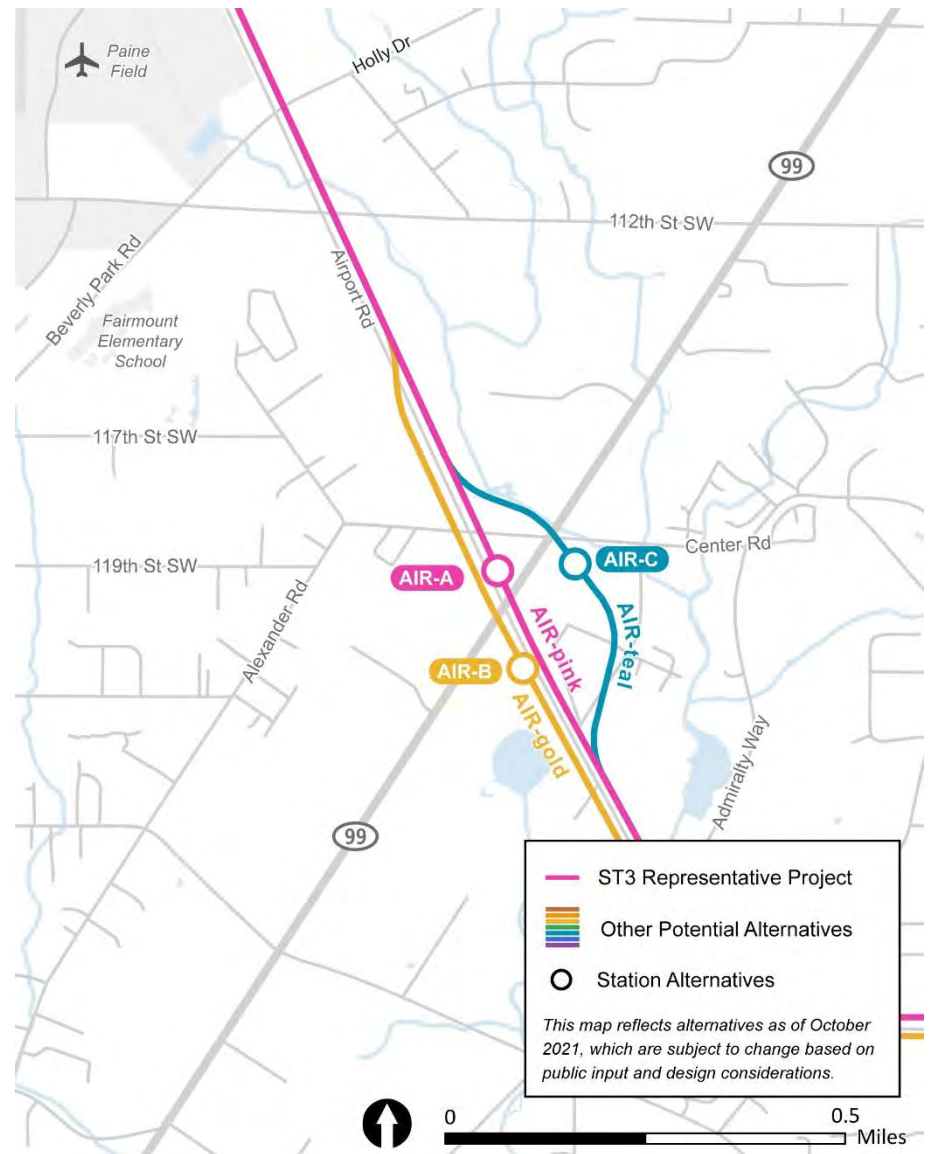 Paine
Field
Holly Dr
99
112th St SW
Airport Rd
Beverly Park Rd
Fairmount
Elementary
School
117th St SW
Center Rd
119th St SW
AIR-A
AIR-C
Alexander Rd
AIR-pink
AIR-teal
AIR-B
AIR-gold
Admiralty Way
99
ST3 Representative Project
Other Potential Alternatives
Station Alternatives
This map reflects alternatives as of October
2021, which are subject to change based on
public input and design considerations.
0
0.5
Miles